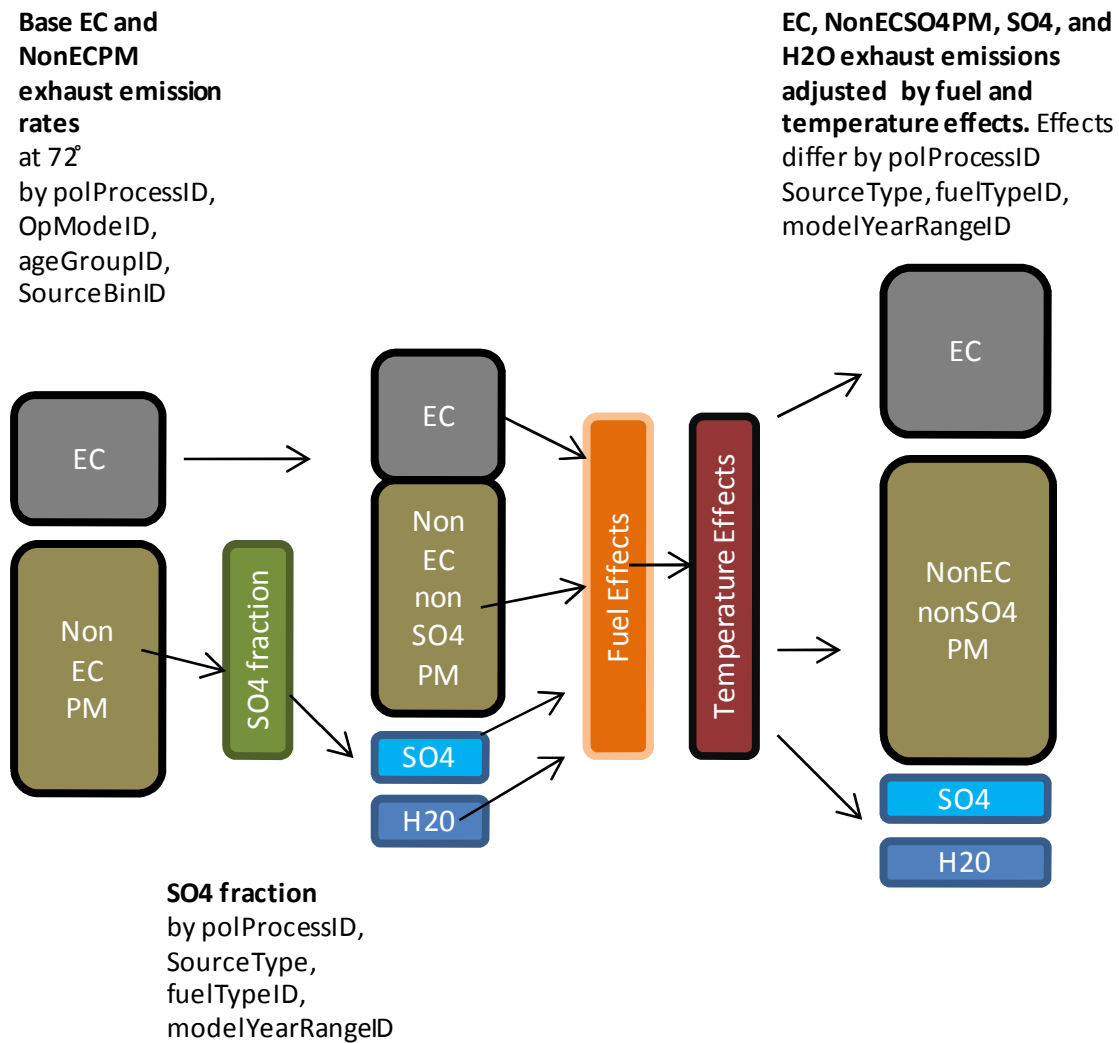 Base EC and
NonECPM
exhaust emission
rates
at 72°
by polProcessID,
OpModeID,
ageGroupID,
SourceBinID
EC, NonECSO4PM, SO4, and
H2O exhaust emissions
adjusted by fuel and
temperature effects. Effects
differ by polProcessID
SourceType, fuelTypeID,
modelYearRangeID
EC
Non
EC
PM
SO4 fraction
EC
Non
EC
non
SO4
PM
SO4
H20
Fuel Effects
Temperature Effects
EC
NonEC
nonSO4
PM
SO4
H20
SO4 fraction
by polProcessID,
SourceType,
fuelTypeID,
modelYearRangeID